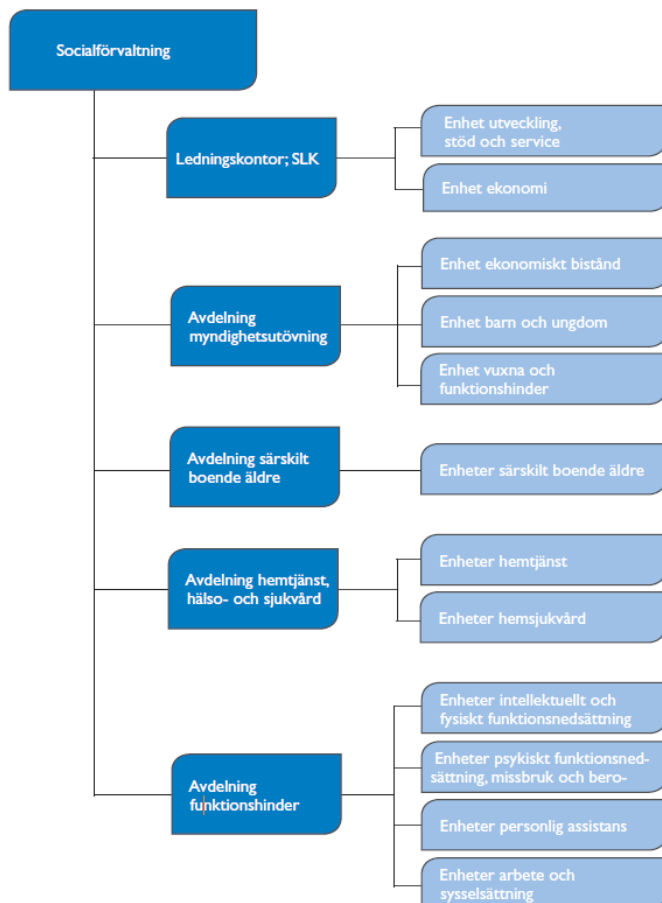 Socialförvaltning
Ledningskontor; SLK
Enhet utveckling,
stöd och service
Enhet ekonomi
Avdelning
myndighetsutövning
Enhet ekonomiskt bistånd
Enhet barn och ungdom
Enhet vuxna och
funktionshinder
Avdelning särskilt
boende äldre
Enheter särskilt boende äldre
Avdelning hemtjänst,
hälso- och sjukvård
Enheter hemtjänst
Enheter hemsjukvård
Avdelning
funktionshinder
Enheter intellektuellt och
fysiskt funktionsnedsättning
Enheter psykiskt funktionsned-
sättning, missbruk och bero-
Enheter personlig assistans
Enheter arbete och
sysselsättning